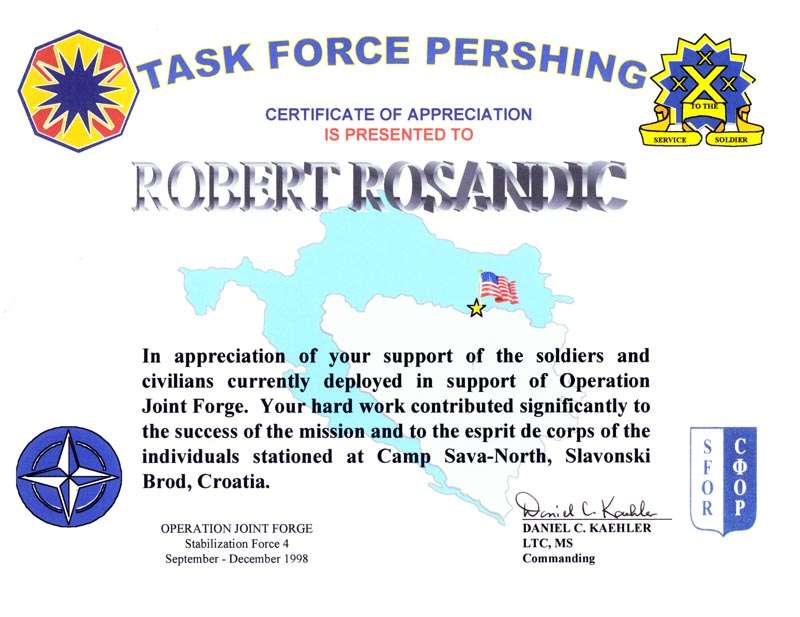 TASK FORCE PERSHING
CERTIFICATE OF APPRECIATION
IS PRESENTED TO
X X X
TO THE
SERVICE SOLDIER
ROBERT ROSANDIC
In appreciation of your support of the soldiers and
civilians currently deployed in support of Operation
Joint Forge. Your hard work contributed significantly to
the success of the mission and to the esprit de corps of the
individuals stationed at Camp Sava-North, Slavonski
Brod, Croatia.
SFOR
СФОР
Daniel C. Kaehler
DANIEL C. KAEHLER
LTC, MS
Commanding
OPERATION JOINT FORGE
Stabilization Force 4
September - December 1998